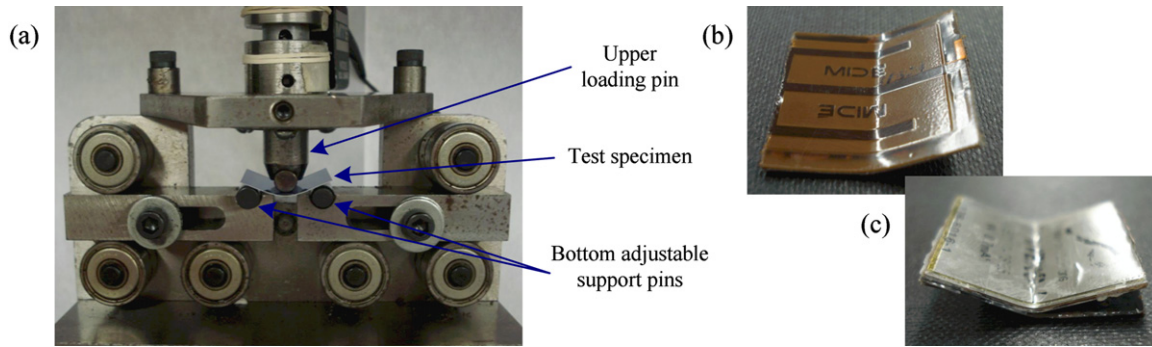 (a)
Upper
loading pin
Test specimen
Bottom adjustable
support pins
(b)
MIDE
MIDE
(c)